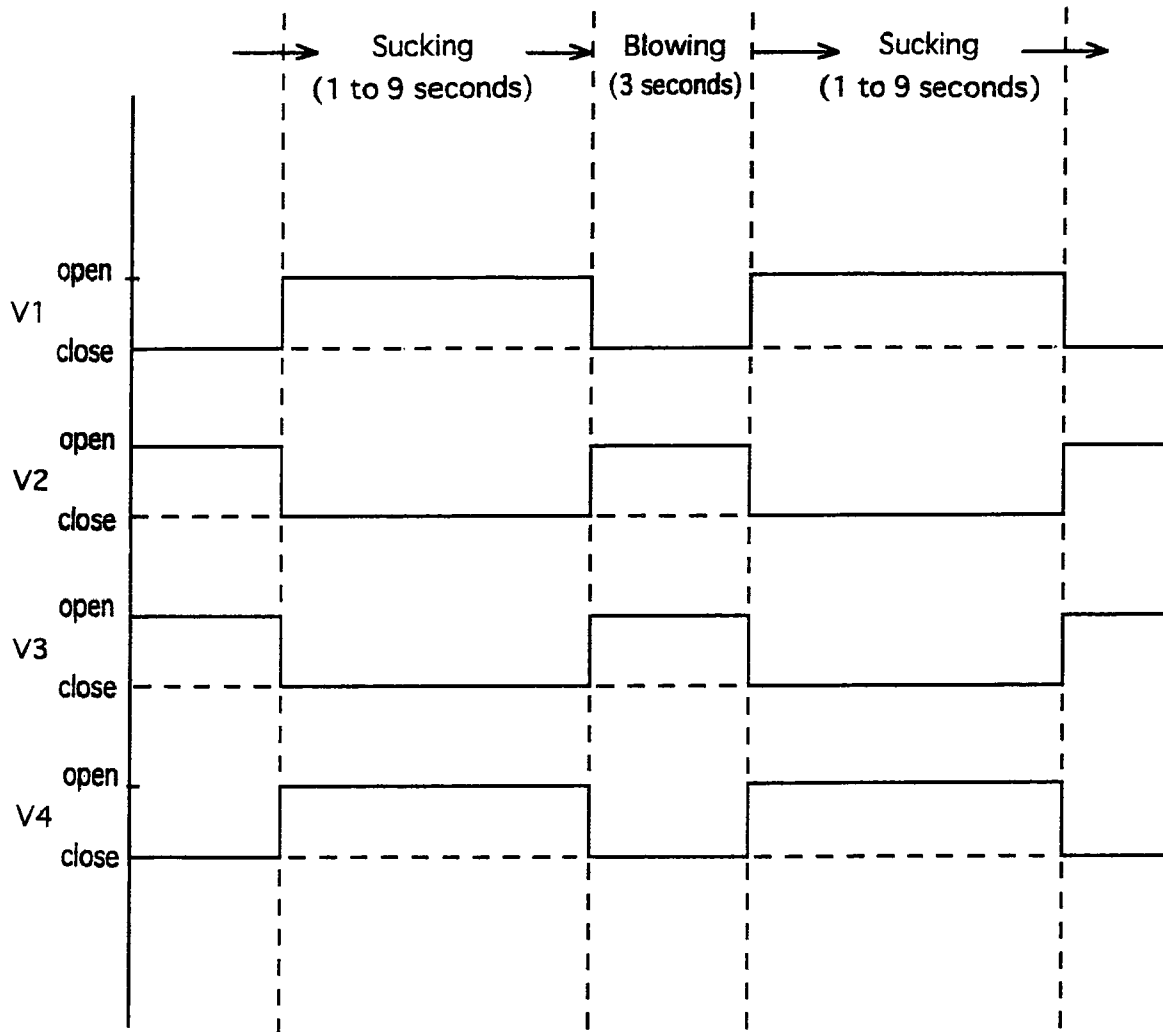 Sucking
(1 to 9 seconds)
Blowing
(3 seconds)
Sucking
(1 to 9 seconds)
open
V1
close
open
V2
close
open
V3
close
open
V4
close